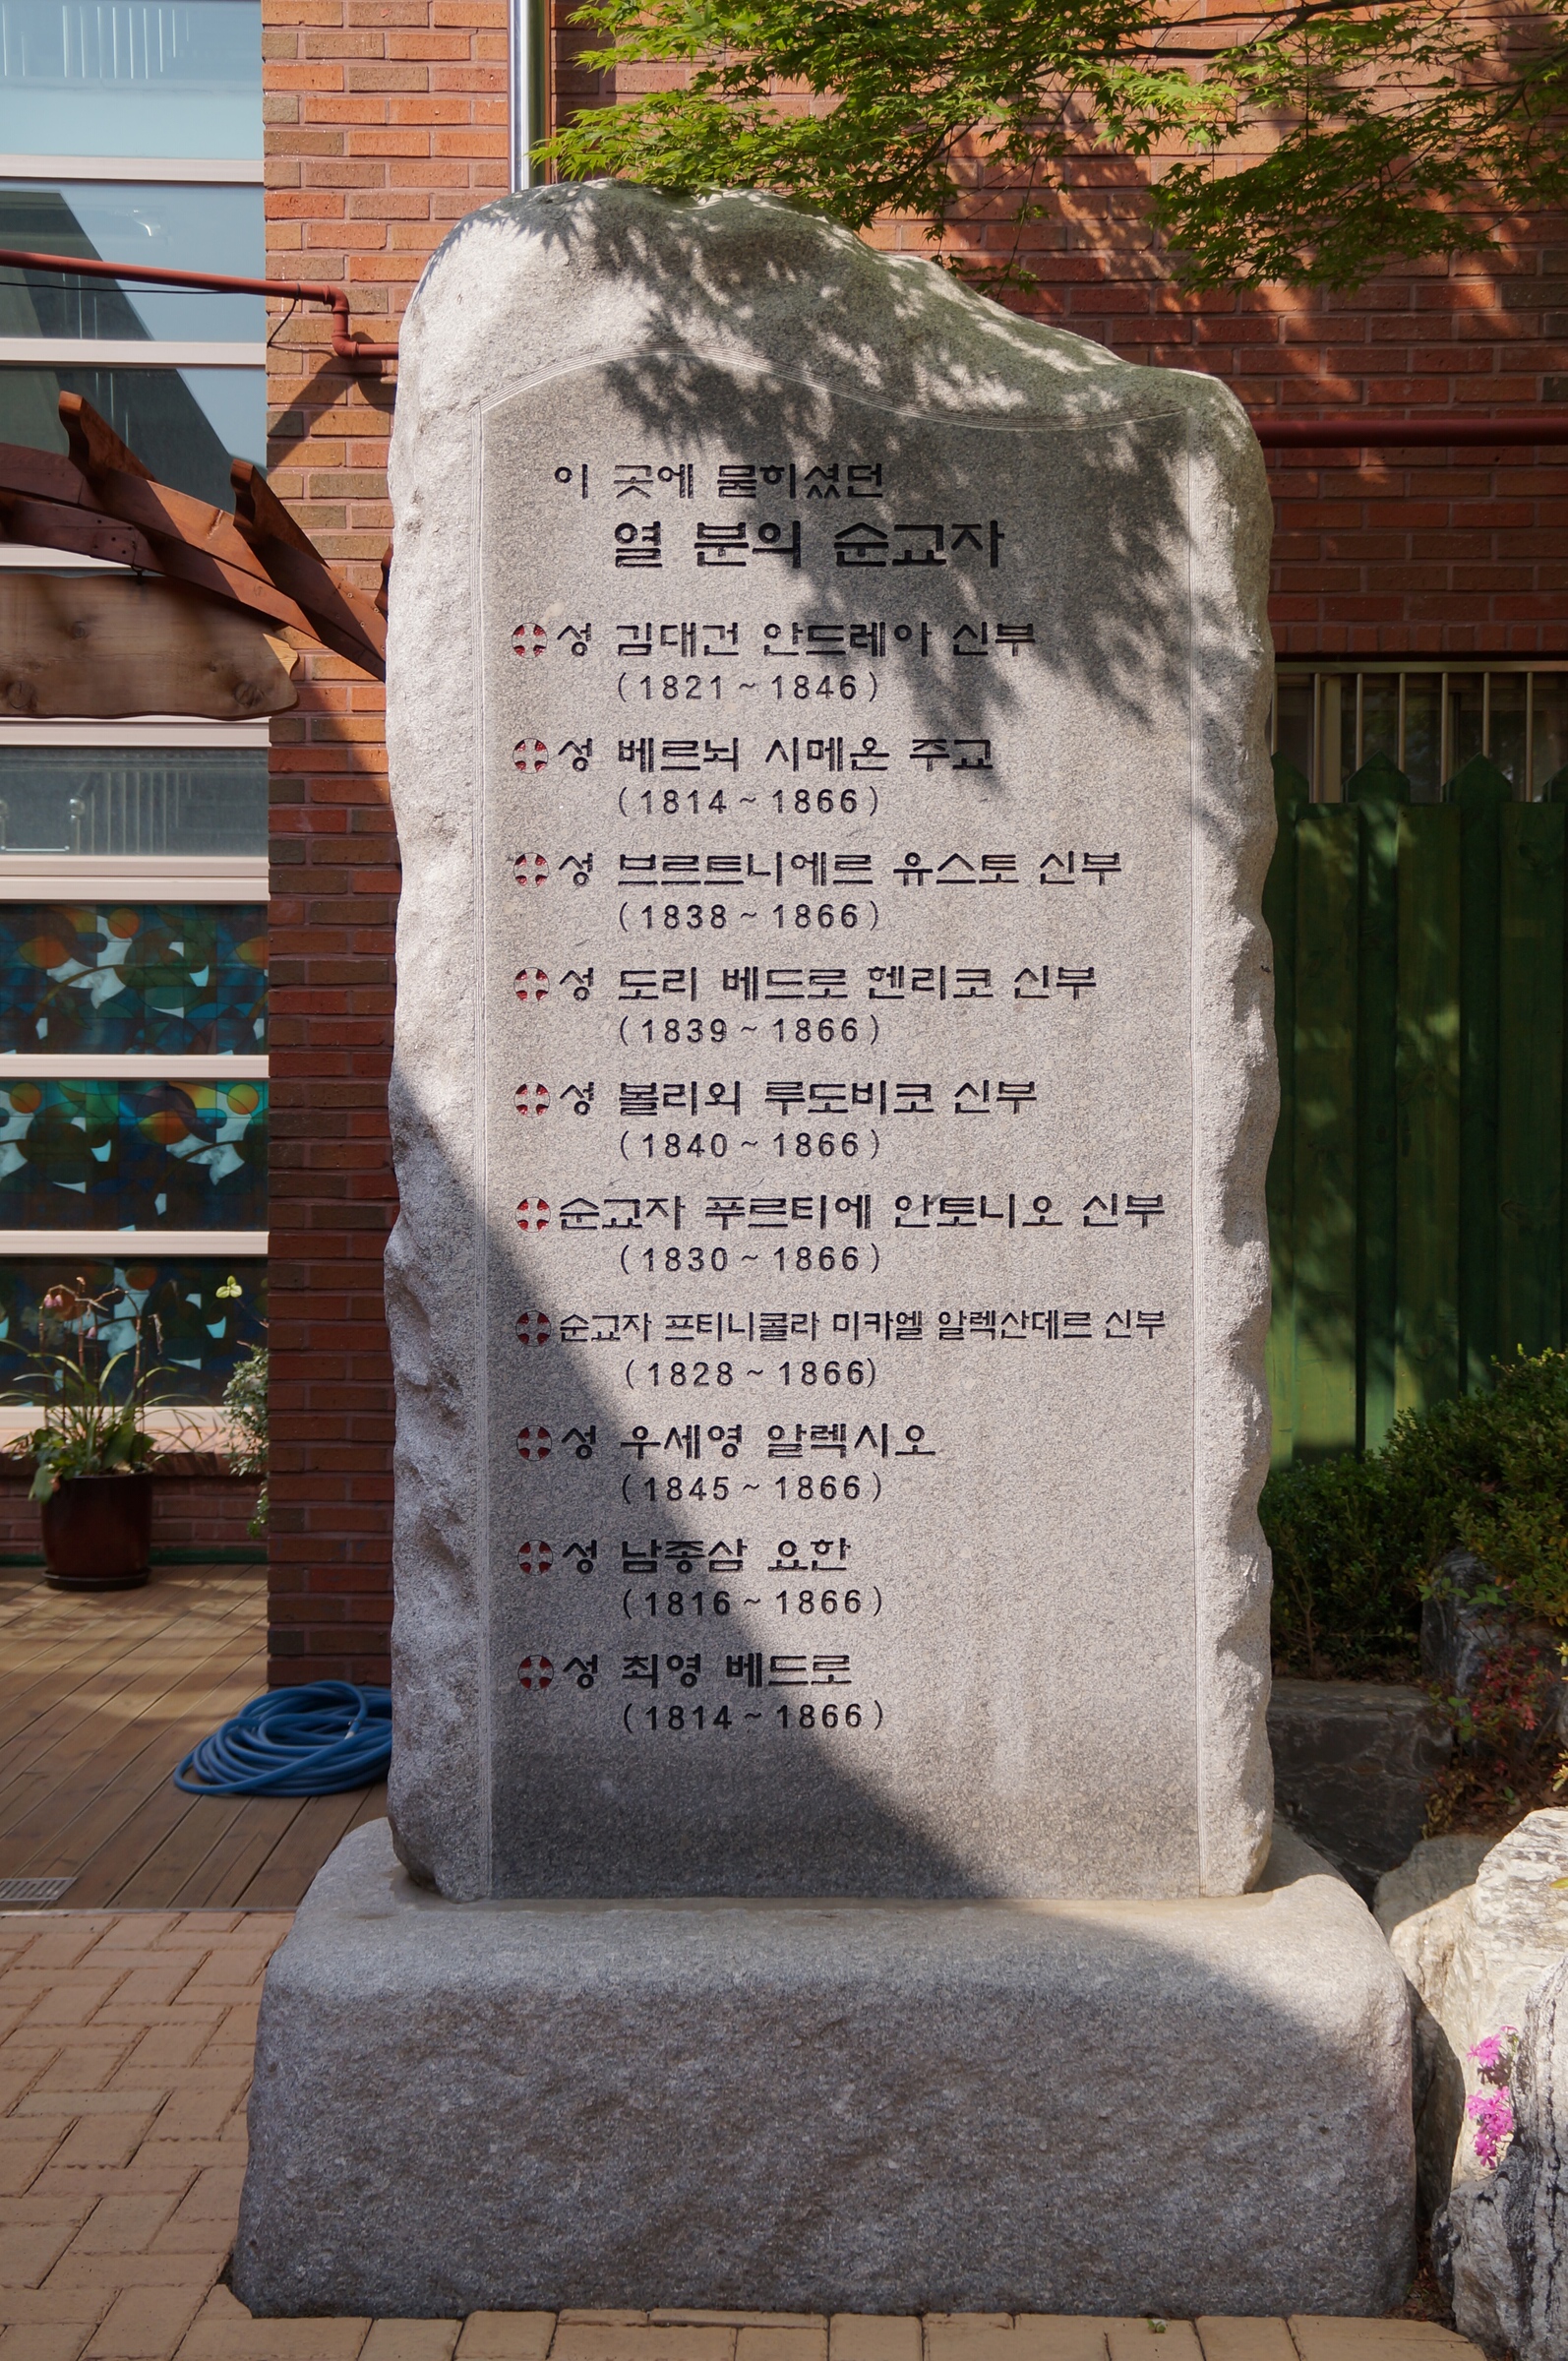 이 곳에 묻히셨던
열 분의 순교자
성 김대건 안드레아 신부
(1821~1846)
성 베르뇌 시메온 주교
(1814~1866)
성 브르트니에르 유스토 신부
(1838~1866)
성 도리 베드로 헨리코 신부
(1839~1866)
성 볼리외 루도비코 신부
(1840~1866)
순교자 푸르티에 안토니오 신부
(1830~1866)
순교자 프티니콜라 미카엘 알렉산데르 신부
(1828~1866)
성 우세영 알렉시오
(1845~1866)
성 남종삼 요한
(1816~1866)
성 최영 베드로
(1814~1866)